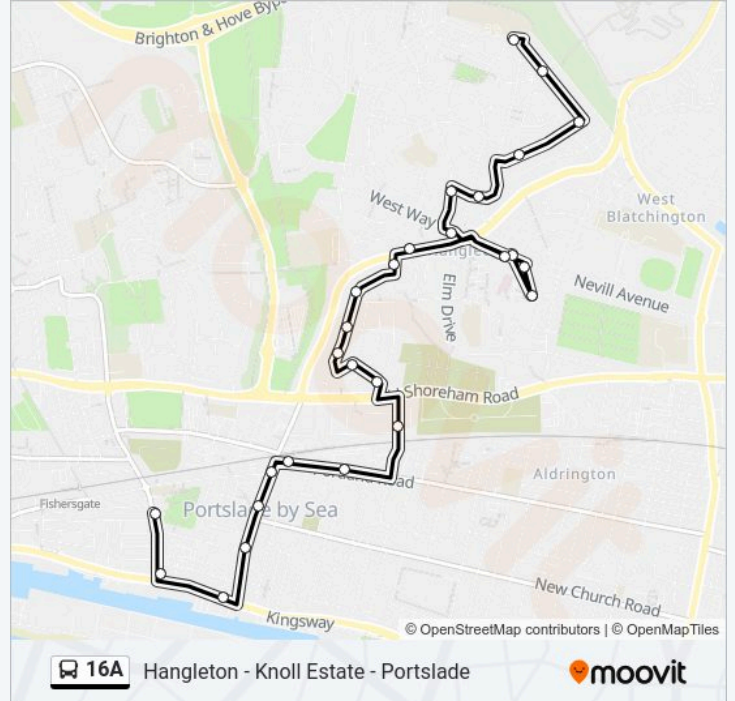 Brighton & Hove Byp
West Way
West
Blatchington
Nevill Avenue
Elm Drive
Shoreham Road
Aldrington
Road
Fishersgate
Portslade by Sea
New Church Road
Kingsway
© OpenStreetMap contributors | © OpenMapTiles
16A
Hangleton - Knoll Estate - Portslade
moovit